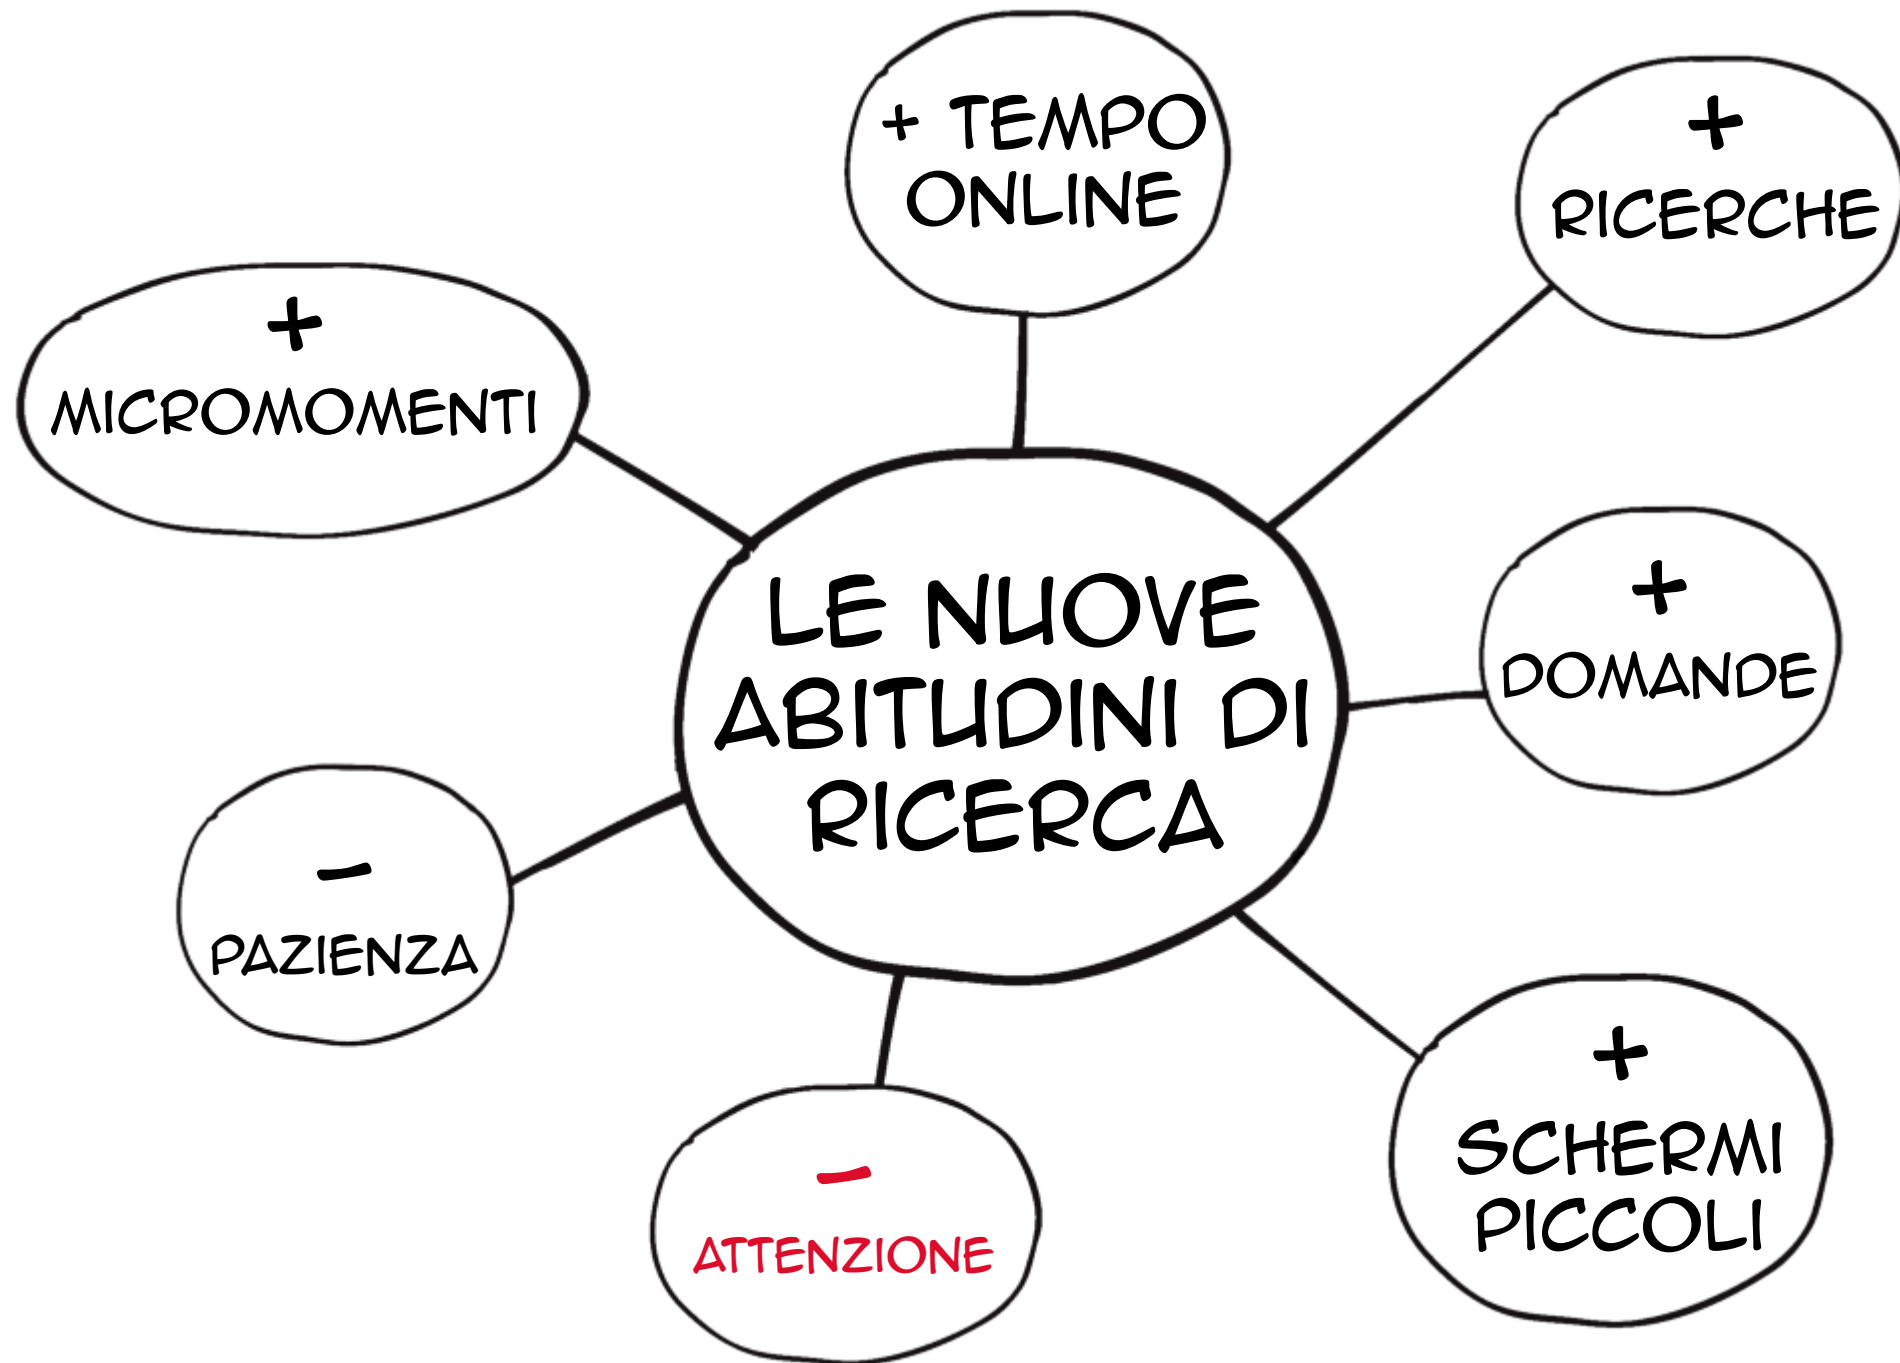 + TEMPO
ONLINE
+
RICERCHE
+
MICROMOMENTI
LE NUOVE
ABITUDINI DI
RICERCA
+
DOMANDE
-
PAZIENZA
-
ATTENZIONE
+
SCHERMI
PICCOLI